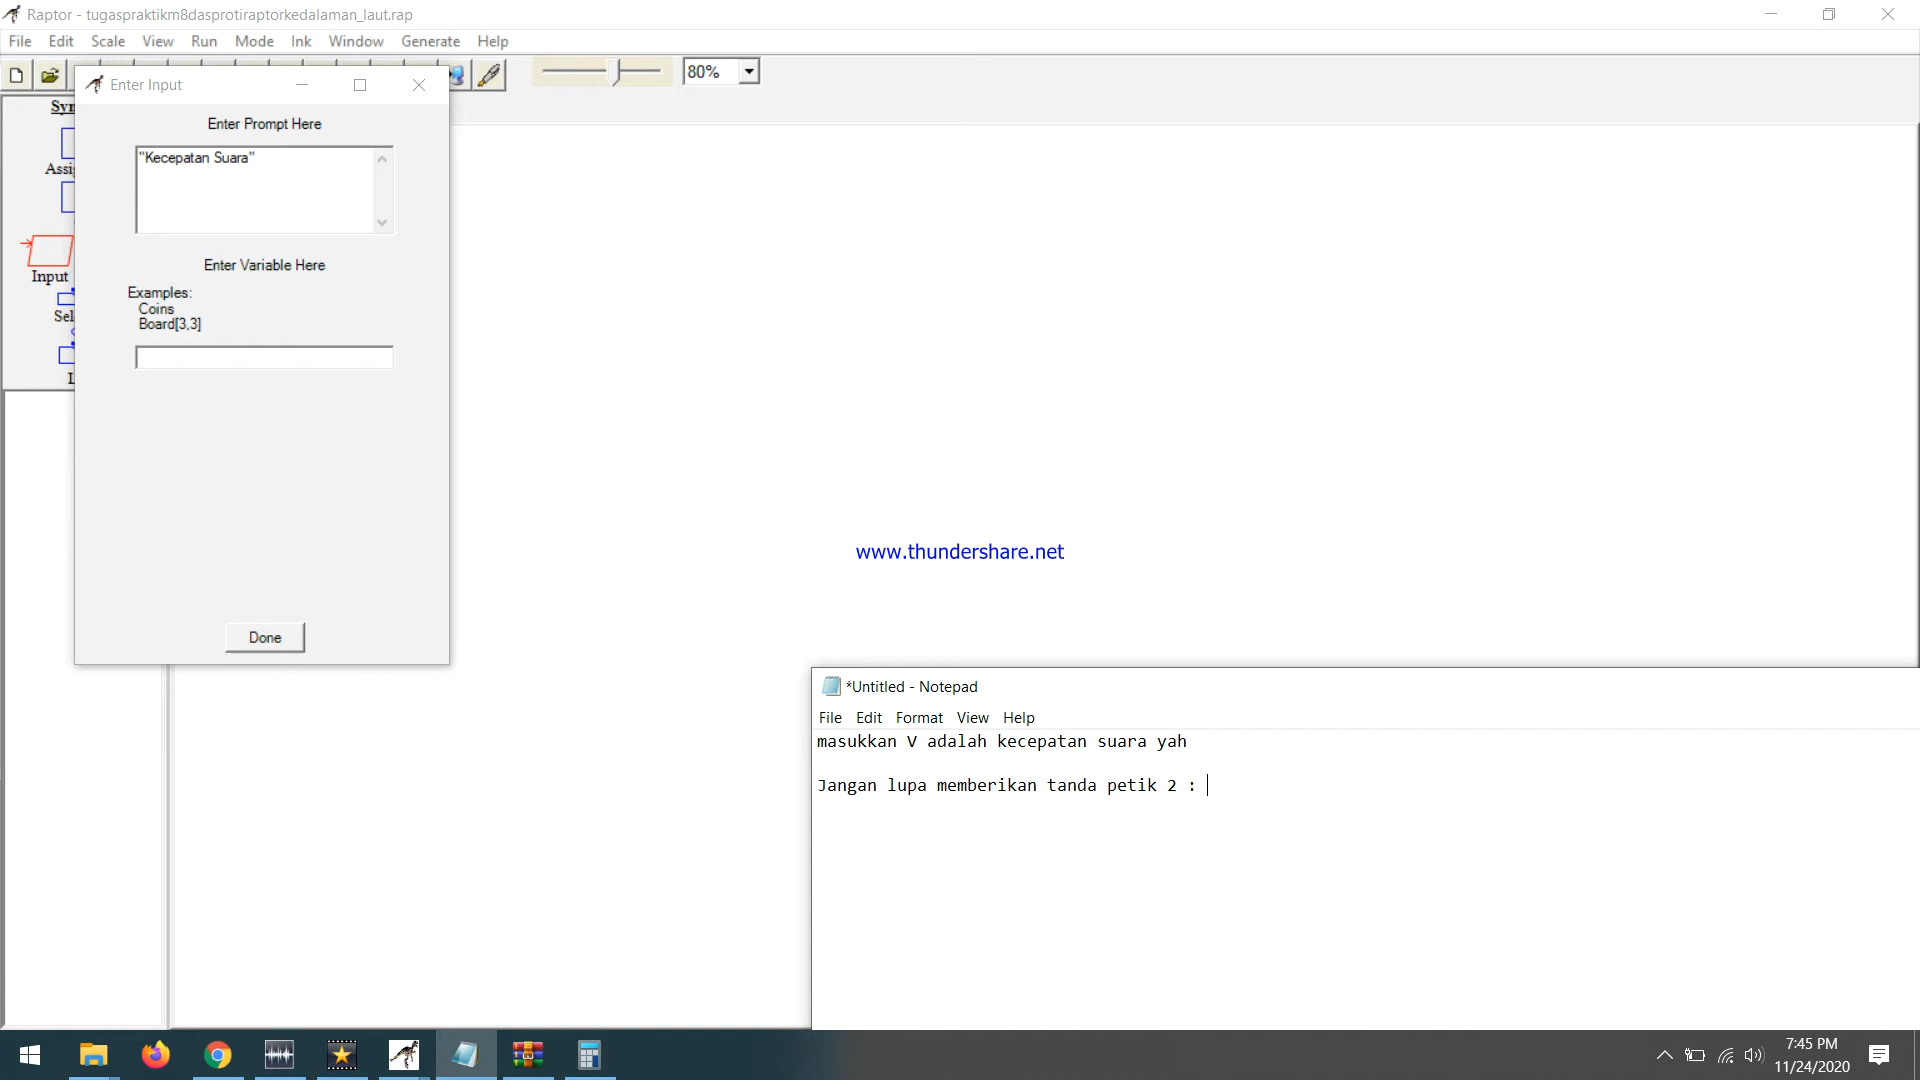 Raptor - tugaspraktikm8dasprotiraptorkedalaman_laut.rap
File Edit Scale View Run Mode Ink Window Generate Help
80%
Enter Input
Enter Prompt Here
"Kecepatan Suara"
Enter Variable Here
Examples:
Coins
Board[3,3]
Done
Input
www.thundershare.net
*Untitled - Notepad
File Edit Format View Help
masukkan V adalah kecepatan suara yah
Jangan lupa memberikan tanda petik 2 :
7:45 PM
11/24/2020